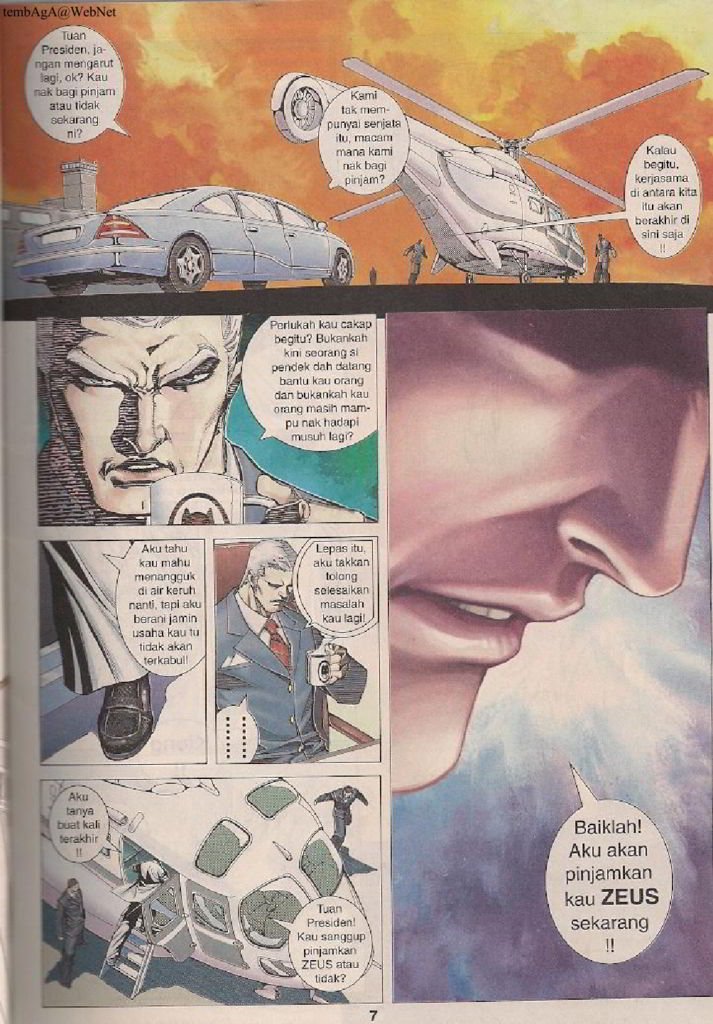 tembAgA@WebNet
Tuan
Presiden, ja-
ngan mengarut
lagi, ok? Kau
nak bagi pinjam
atau tidak
sekarang
ni?
Kami
tak mem-
punyai senjata
itu, macam
mana kami
nak bagi
pinjam?
Kalau
begitu,
kerjasama
di antara kita
itu akan
berakhir di
sini saja
!!
Perlukah kau cakap
begitu? Bukankah
kini seorang si
pendek dah datang
bantu kau orang
dan bukankah kau
orang masih mam-
pu nak hadapi
musuh lagi?
Aku tahu
kau mahu
menangguk
di air keruh
nanti, tapi aku
berani jamin
usaha kau tu
tidak akan
terkabul!
Lepas itu,
aku takkan
tolong
selesaikan
masalah
kau lagi!
Aku
tanya
buat kali
terakhir
!!
Tuan
Presiden!
Kau sanggup
pinjamkan
ZEUS atau
tidak?
Baiklah!
Aku akan
pinjamkan
kau ZEUS
sekarang
!!
7